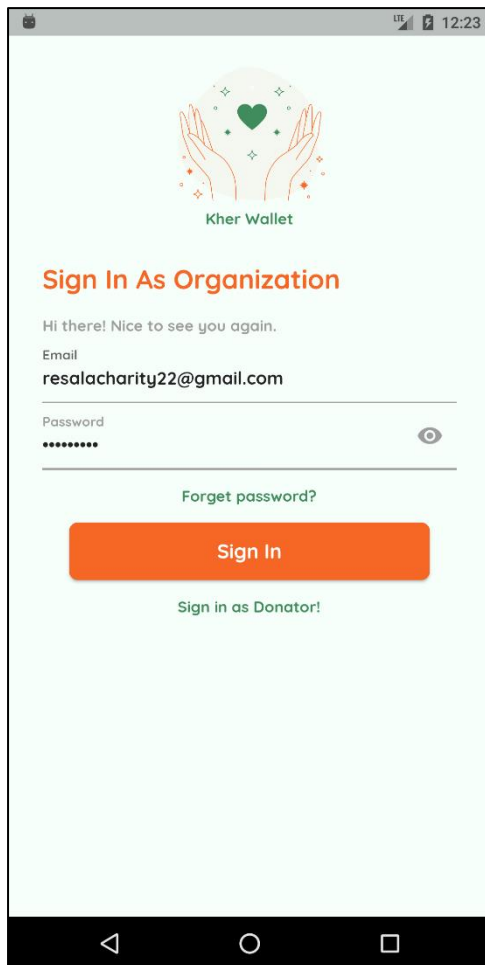 LTE 12:23
Kher Wallet
Sign In As Organization
Hi there! Nice to see you again.
Email
resalacharity22@gmail.com
Password
•••••••••
Forget password?
Sign In
Sign in as Donator!